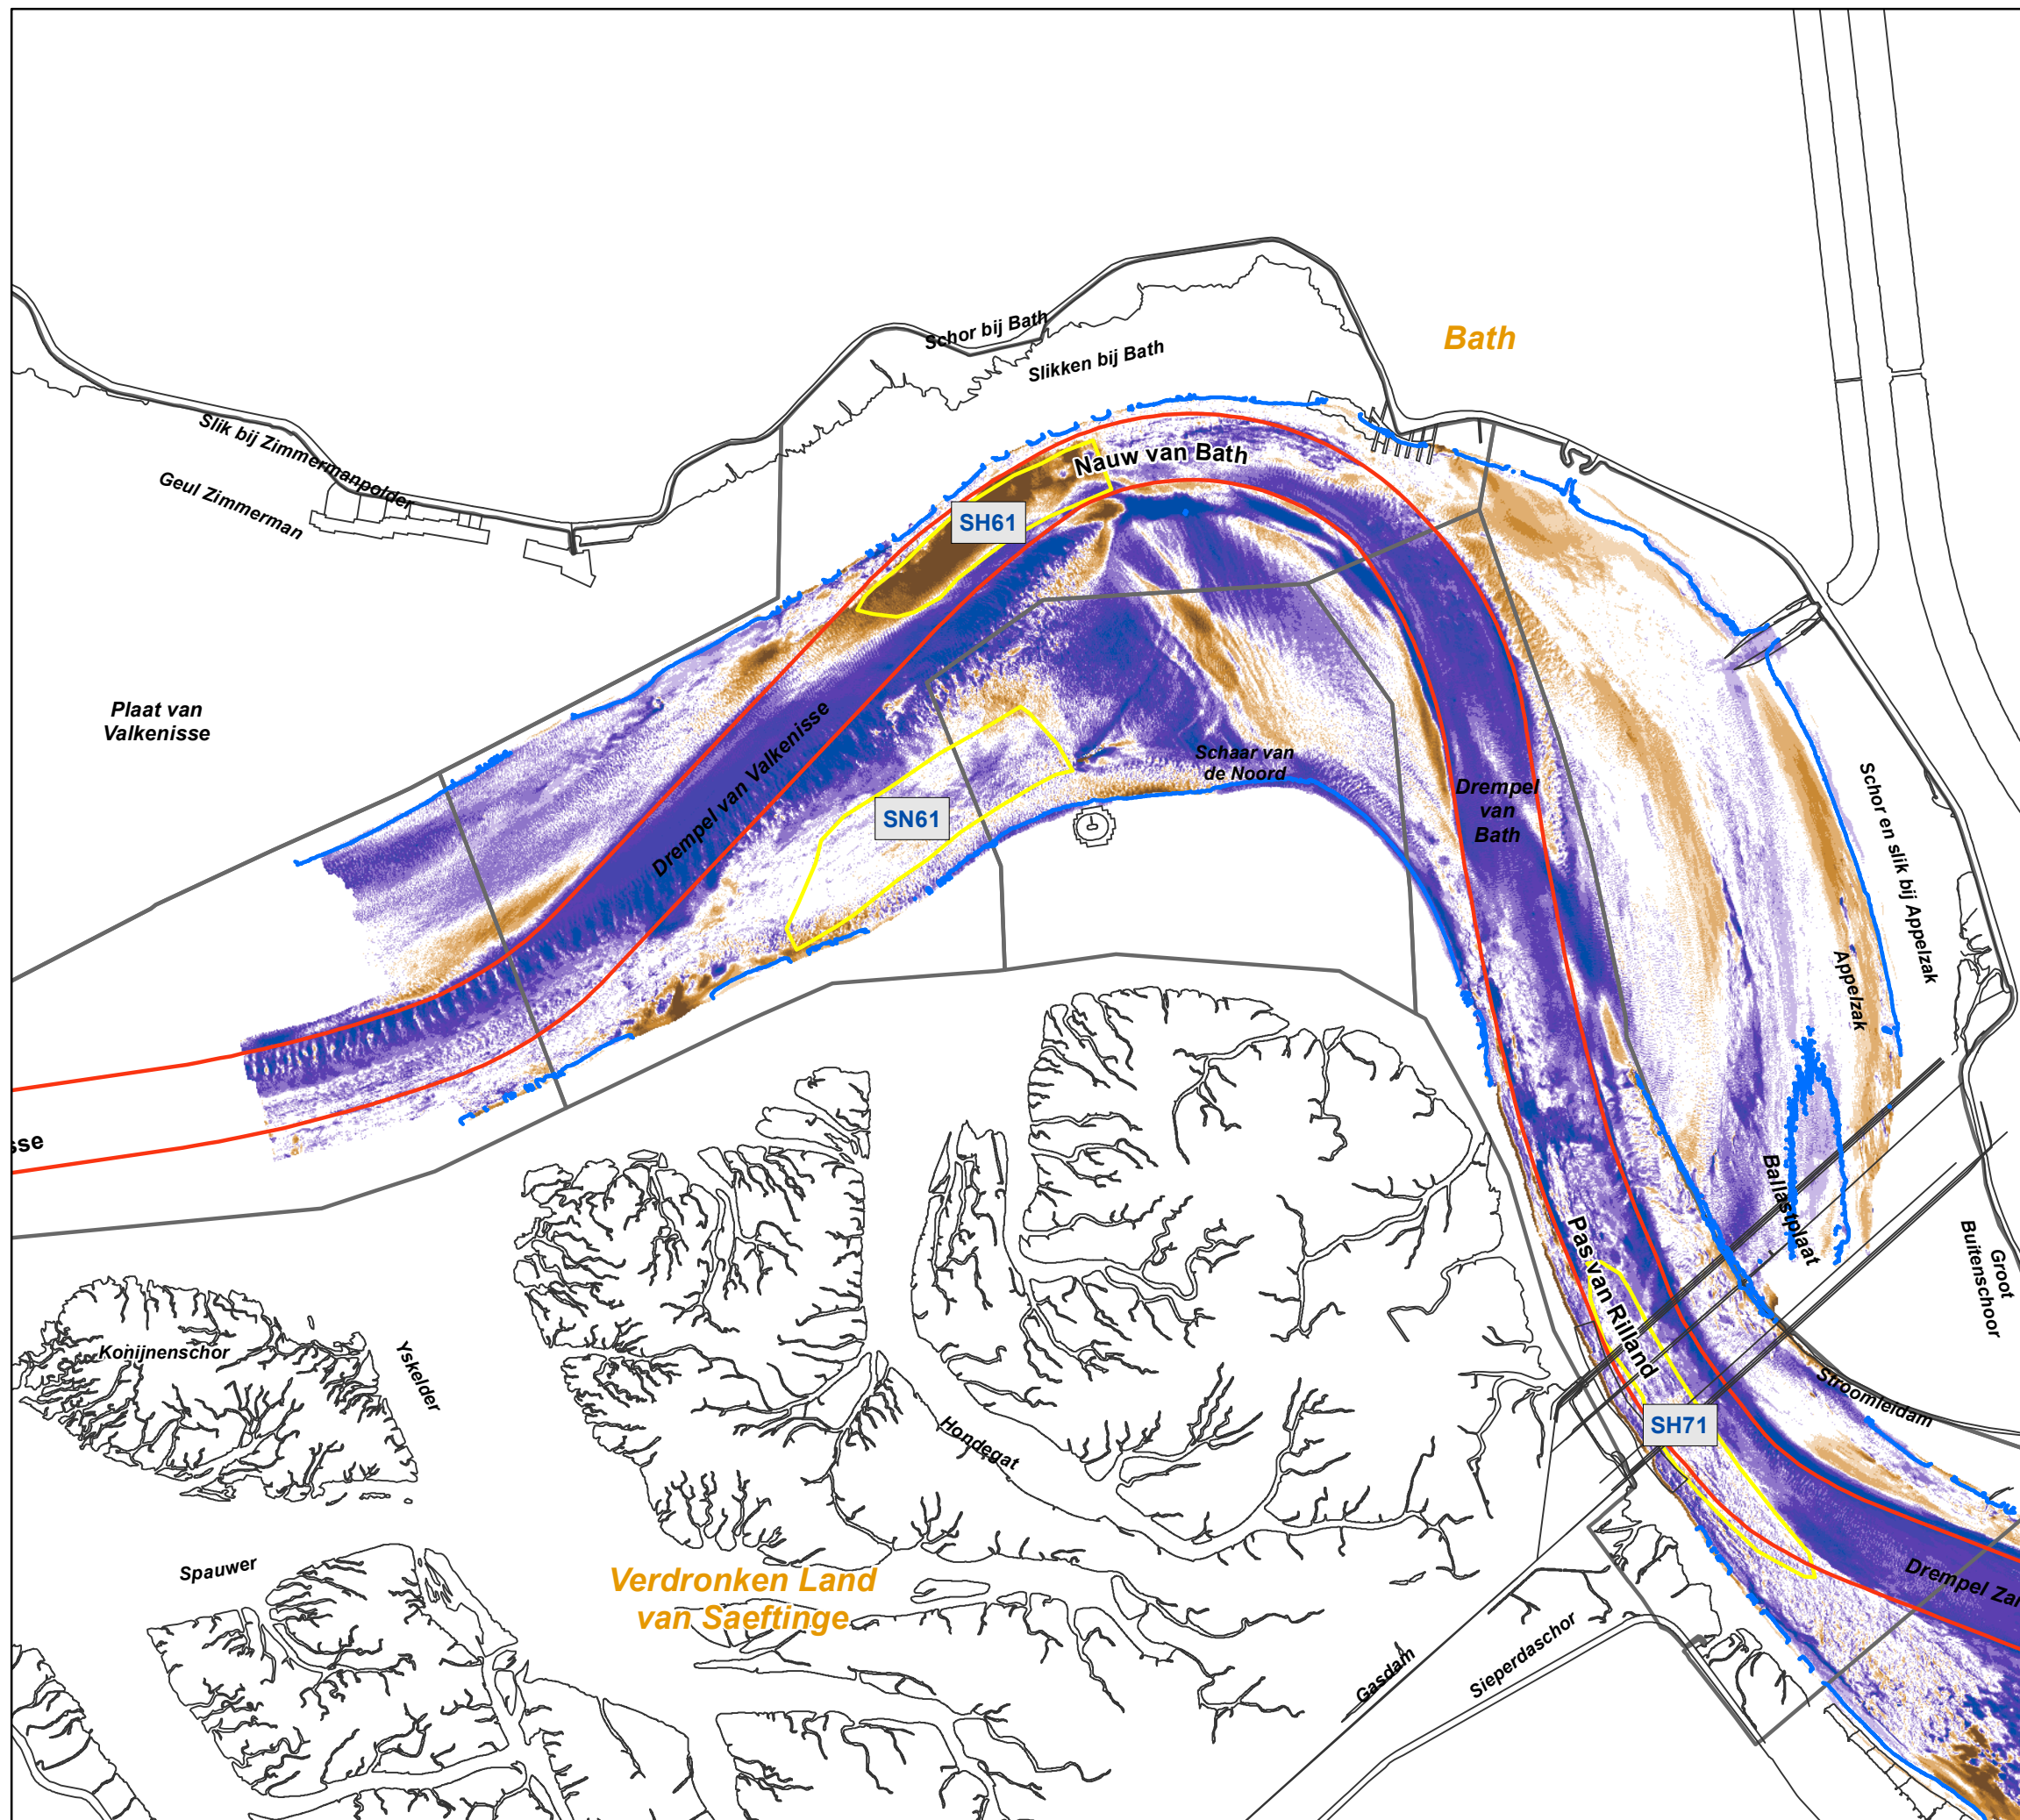 Bath
Schor bij Bath
Slikken bij Bath
Slik bij Zimmermanpolder
Geul Zimmerman
Nauw van Bath
SH61
Plaat van
Valkenisse
Drempel van Valkenisse
Schaar van
de Noord
SN61
Drempel
van
Bath
Schor en slik bij Appelzak
Appelzak
sse
Ballastplaat
Groot
Buitenschoor
Pas van Rilland
Konijnenschor
Yskelder
Stroomleidam
SH71
Hondegat
Spauwer
Verdronken Land
van Saeftinge
Drempel Za
Gasdam
Sieperdaschor